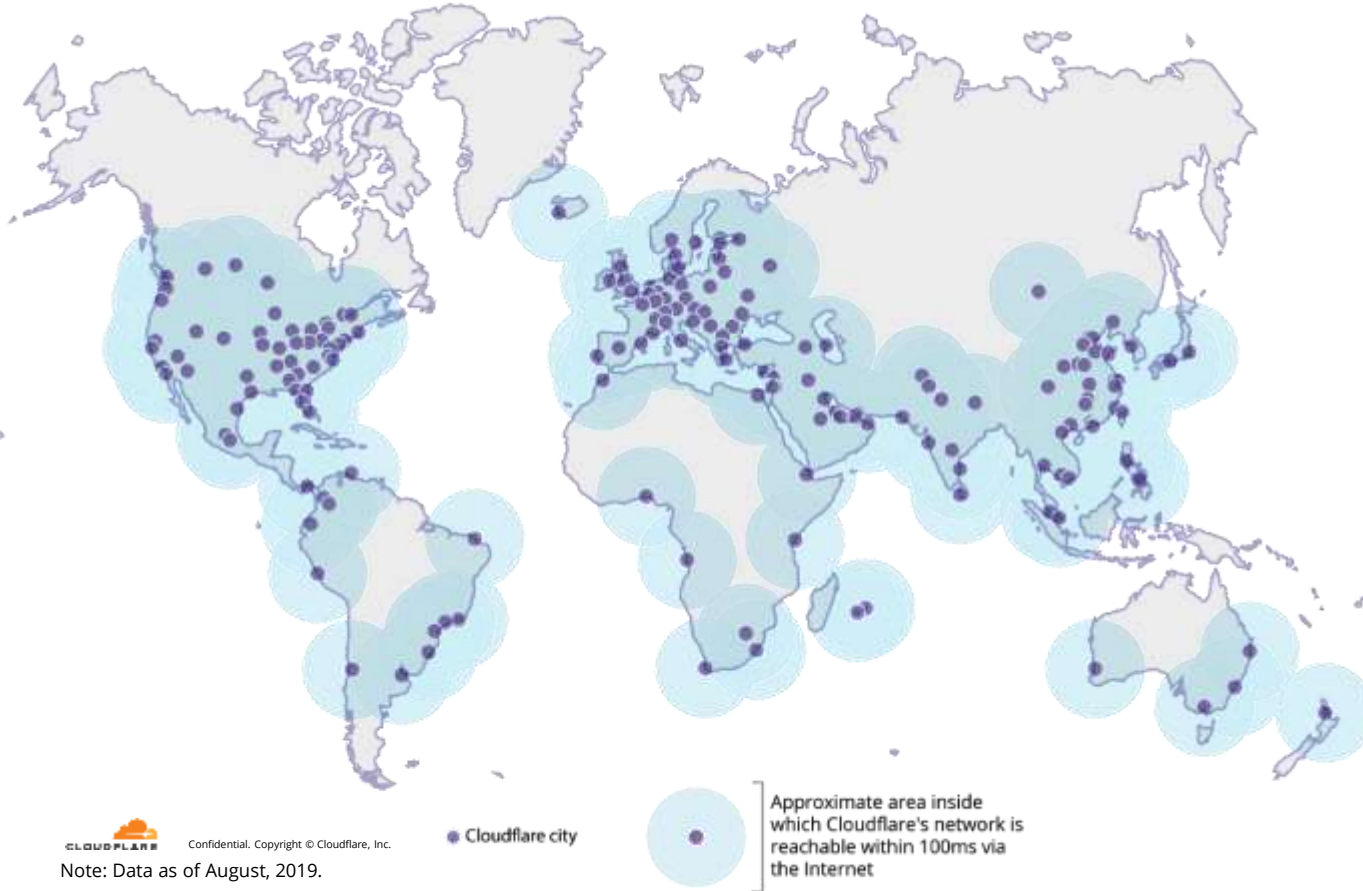 CLOUDFLARE
Confidential. Copyright © Cloudflare, Inc.
Note: Data as of August, 2019.
Cloudflare city
Approximate area inside
which Cloudflare's network is
reachable within 100ms via
the Internet